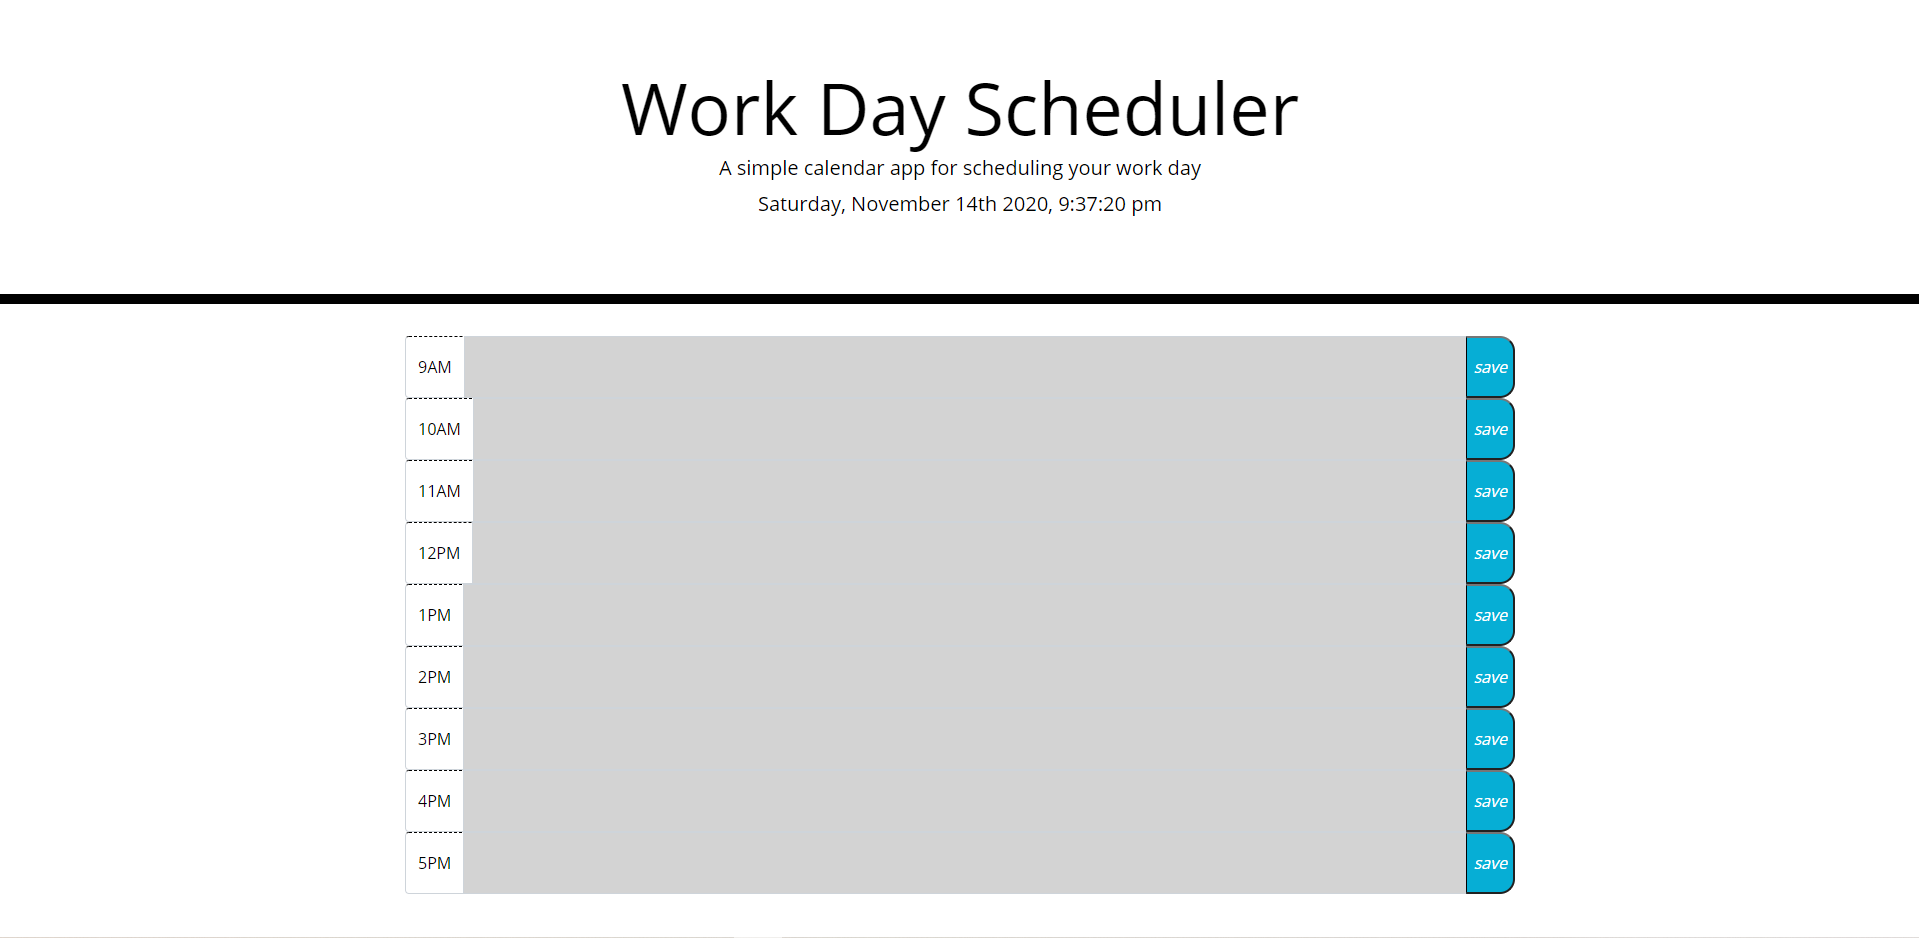 Work Day Scheduler
A simple calendar app for scheduling your work day
Saturday, November 14th 2020, 9:37:20 pm
9AM save
10AM save
11AM save
12PM save
1PM save
2PM save
3PM save
4PM save
5PM save